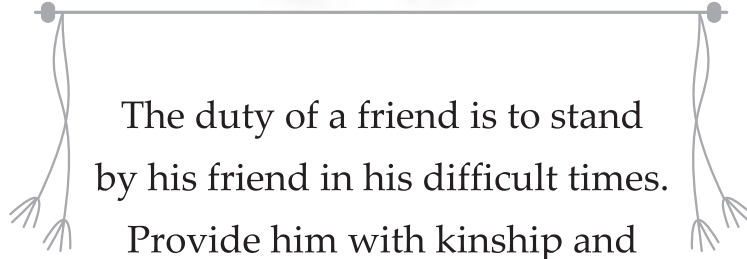 The duty of a friend is to stand
by his friend in his difficult times.
Provide him with kinship and